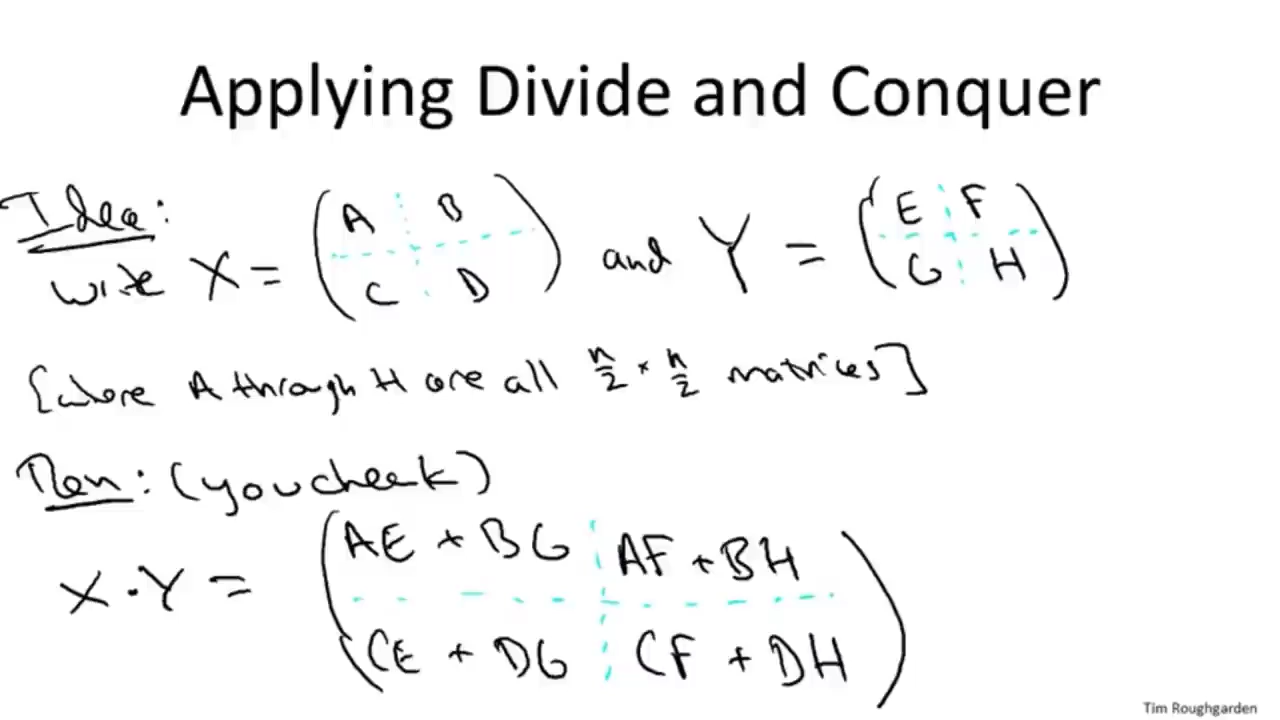 Applying Divide and Conquer
Idea:
write X = (A B
C D) and Y = (E F
G H)
[where A through H are all n/2 × n/2 matrices]
Then: (you check)
X · Y = (AE + BG AF + BH
CE + DG CF + DH)
Tim Roughgarden